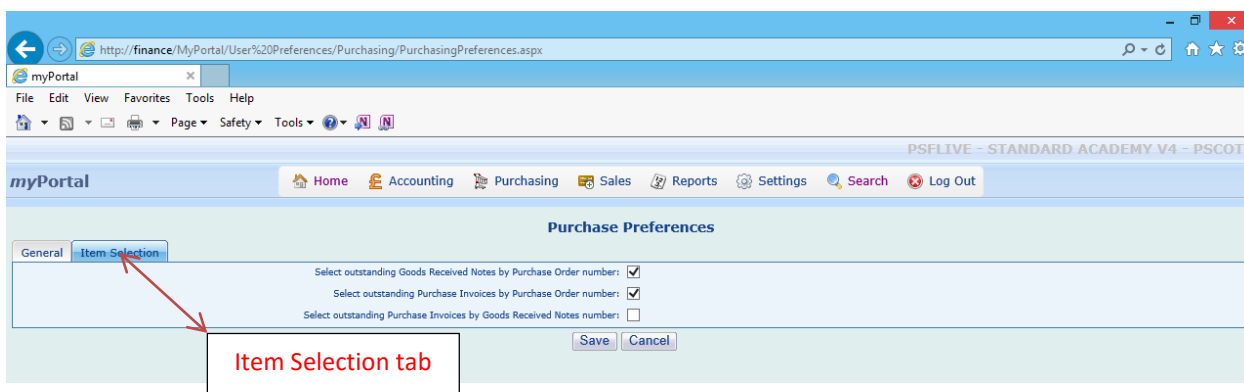 http://finance/MyPortal/User%20Preferences/Purchasing/PurchasingPreferences.aspx
myPortal
File Edit View Favorites Tools Help
Page Safety Tools
PSFLIVE - STANDARD ACADEMY V4 - PSCOT
myPortal Home Accounting Purchasing Sales Reports Settings Search Log Out
Purchase Preferences
General Item Selection
Select outstanding Goods Received Notes by Purchase Order number:
Select outstanding Purchase Invoices by Purchase Order number:
Select outstanding Purchase Invoices by Goods Received Notes number:
Save Cancel
Item Selection tab